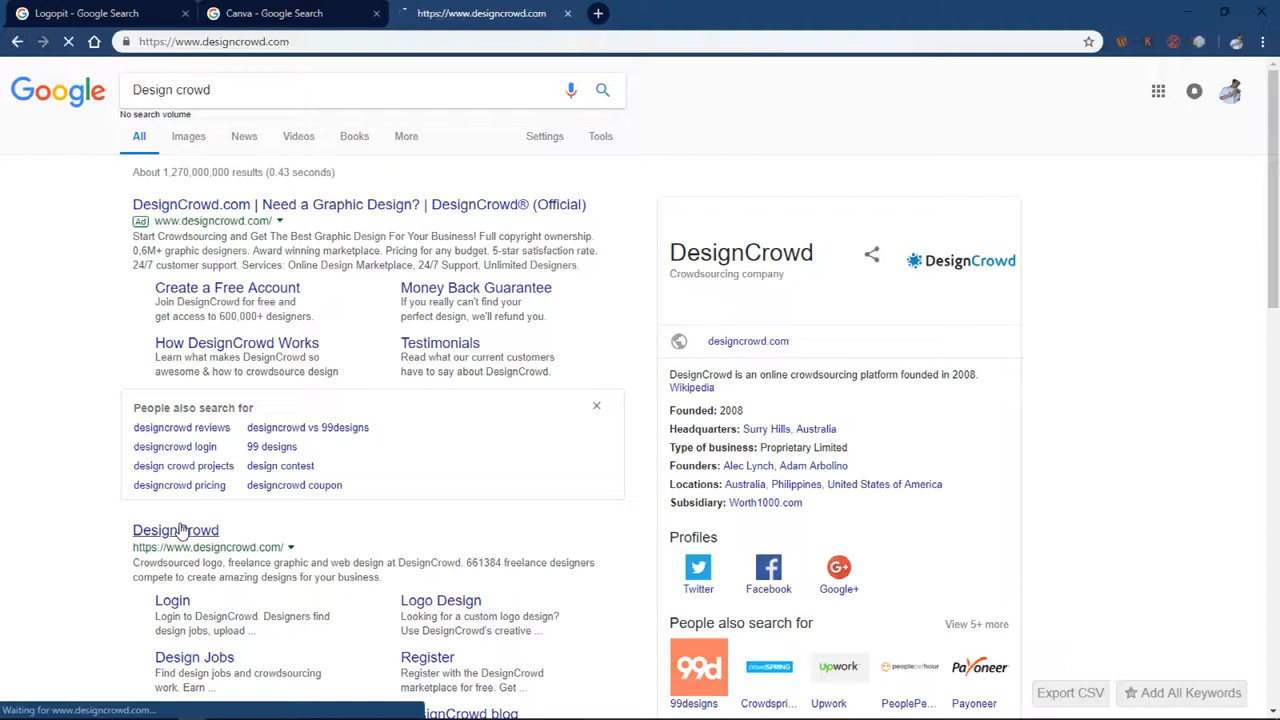 Logopit - Google Search
Canva - Google Search
https://www.designcrowd.com
https://www.designcrowd.com
Google
Design crowd
No search volume
All
Images
News
Videos
Books
More
Settings
Tools
About 1,270,000,000 results (0.43 seconds)
DesignCrowd.com | Need a Graphic Design? | DesignCrowd® (Official)
Ad www.designcrowd.com/
Start Crowdsourcing and Get The Best Graphic Design For Your Business! Full copyright ownership.
0,6M+ graphic designers. Award winning marketplace. Pricing for any budget. 5-star satisfaction rate.
24/7 customer support. Services: Online Design Marketplace, 24/7 Support, Unlimited Designers.
Create a Free Account
Join DesignCrowd for free and
get access to 600,000+ designers.
Money Back Guarantee
If you really can't find your
perfect design, we'll refund you.
How DesignCrowd Works
Learn what makes DesignCrowd so
awesome & how to crowdsource design
Testimonials
Read what our current customers
have to say about DesignCrowd.
People also search for
designcrowd reviews
designcrowd vs 99designs
designcrowd login
99 designs
design crowd projects
design contest
designcrowd pricing
designcrowd coupon
DesignCrowd
https://www.designcrowd.com/
Crowdsourced logo, freelance graphic and web design at DesignCrowd. 661384 freelance designers
compete to create amazing designs for your business.
Login
Login to DesignCrowd. Designers find
design jobs, upload ...
Logo Design
Looking for a custom logo design?
Use DesignCrowd's creative ...
Design Jobs
Find design jobs and crowdsourcing
work. Earn ...
Register
Register with the DesignCrowd
marketplace for free. Get ...
crowd blog
Waiting for www.designcrowd.com...
DesignCrowd
Crowdsourcing company
DesignCrowd
designcrowd.com
DesignCrowd is an online crowdsourcing platform founded in 2008.
Wikipedia
Founded: 2008
Headquarters: Surry Hills, Australia
Type of business: Proprietary Limited
Founders: Alec Lynch, Adam Arbolino
Locations: Australia, Philippines, United States of America
Subsidiary: Worth1000.com
Profiles
Twitter
Facebook
G+
Google+
People also search for
View 5+ more
99d
crowdSPRING
Upwork
peopleperhour
Payoneer
99designs
Crowdspri...
Upwork
PeoplePe...
Payoneer
Export CSV
Add All Keywords